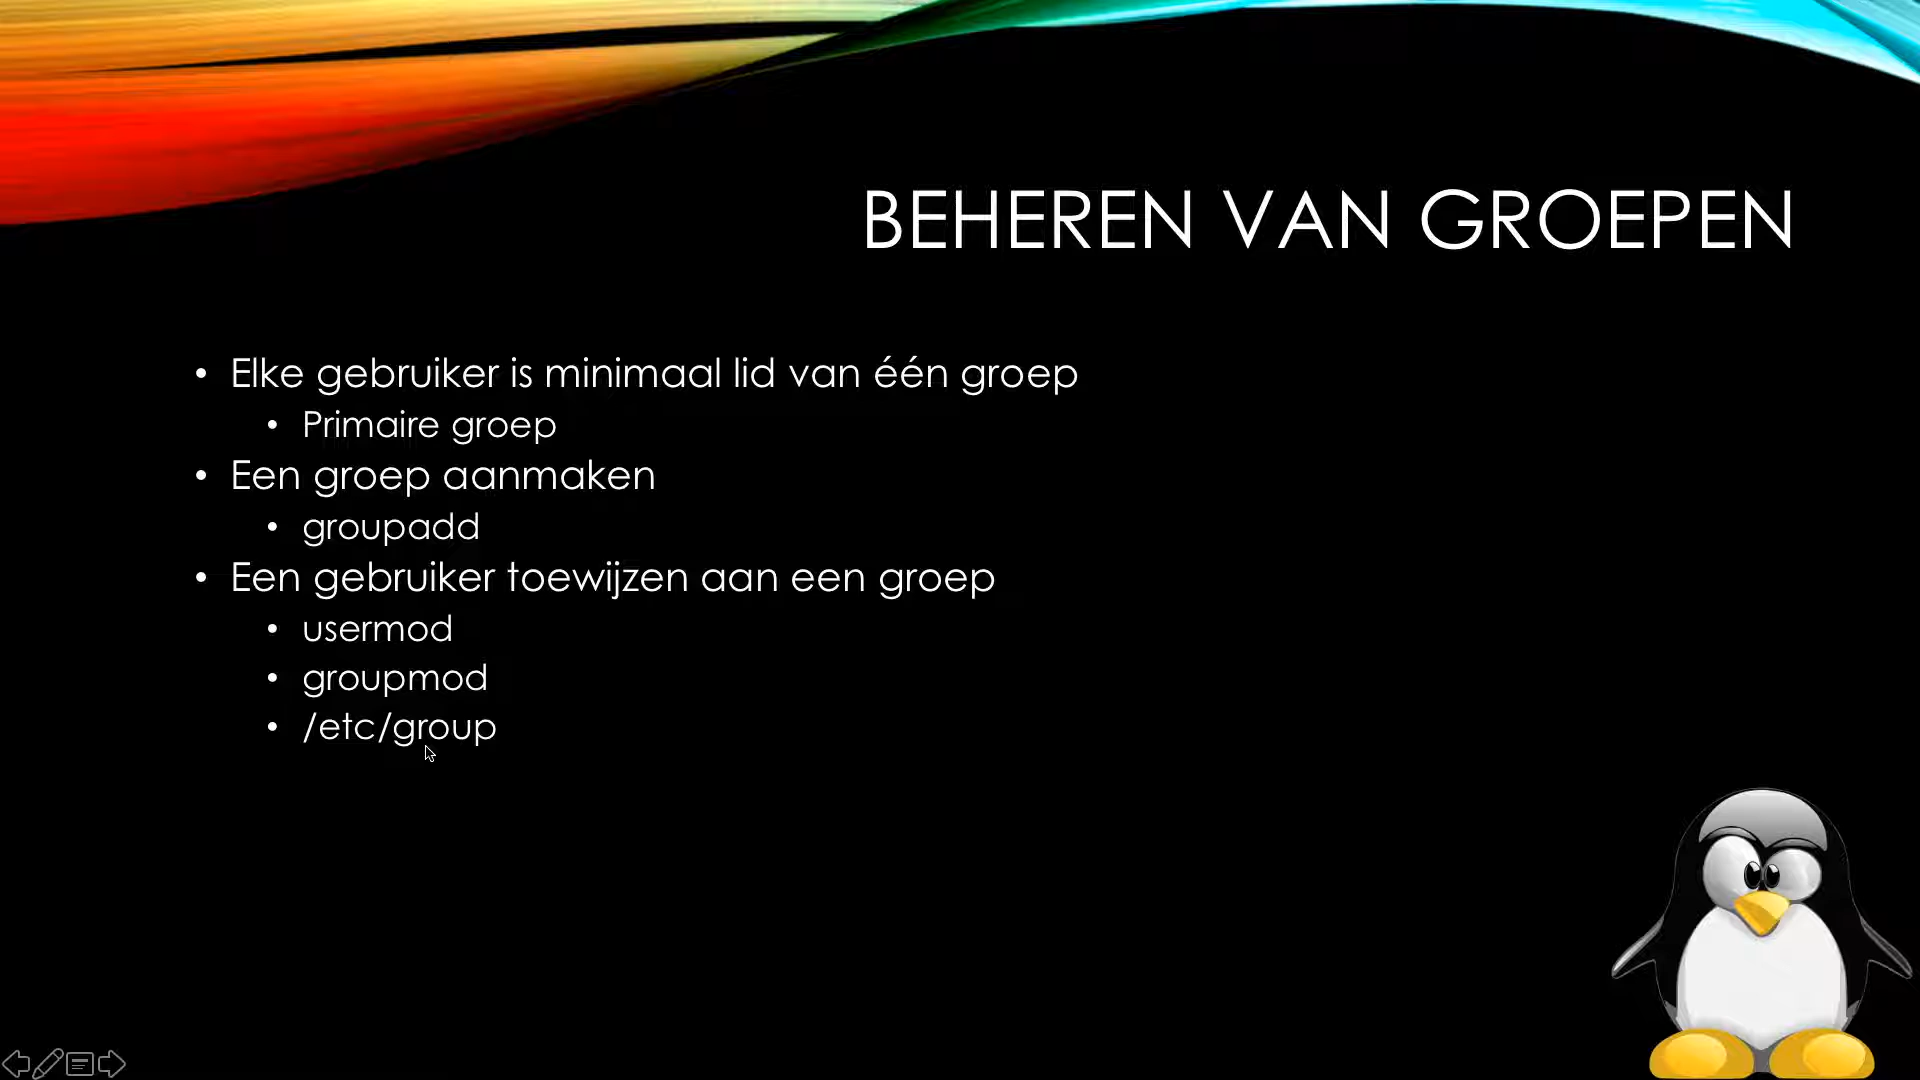 BEHEREN VAN GROEPEN
• Elke gebruiker is minimaal lid van één groep
• Primaire groep
• Een groep aanmaken
• groupadd
• Een gebruiker toewijzen aan een groep
• usermod
• groupmod
• /etc/group